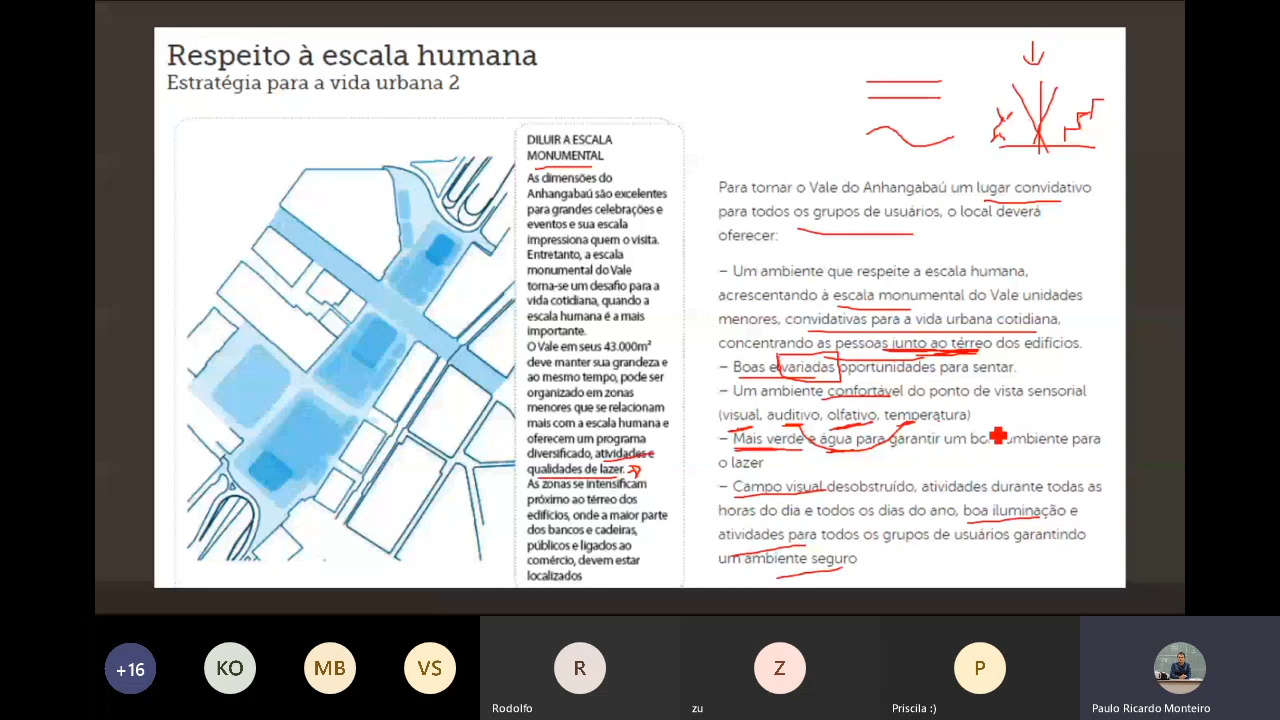 Respeito à escala humana
Estratégia para a vida urbana 2
DILUIR A ESCALA
MONUMENTAL
As dimensões do
Anhangabaú são excelentes
para grandes celebrações e
eventos e sua escala
impressiona quem o visita.
Entretanto, a escala
monumental do Vale
torna-se um desafio para a
vida cotidiana, quando a
escala humana é a mais
importante.
O Vale em seus 43.000m²
deve manter sua grandeza e
ao mesmo tempo, pode ser
organizado em zonas
menores que se relacionam
mais com a escala humana e
oferecem um programa
diversificado, atividades e
qualidades de lazer.
As zonas se intensificam
próximo ao térreo dos
edifícios, onde a maior parte
dos bancos e cadeiras,
públicos e ligados ao
comércio, devem estar
localizados
Para tornar o Vale do Anhangabaú um lugar convidativo
para todos os grupos de usuários, o local deverá
oferecer:
– Um ambiente que respeite a escala humana,
acrescentando à escala monumental do Vale unidades
menores, convidativas para a vida urbana cotidiana,
concentrando as pessoas junto ao térreo dos edifícios.
– Boas e variadas oportunidades para sentar.
– Um ambiente confortável do ponto de vista sensorial
(visual, auditivo, olfativo, temperatura)
– Mais verde e água para garantir um bom ambiente para
o lazer
– Campo visual desobstruído, atividades durante todas as
horas do dia e todos os dias do ano, boa iluminação e
atividades para todos os grupos de usuários garantindo
um ambiente seguro
+16
KO
MB
VS
R
Z
P
Rodolfo
zu
Priscila :)
Paulo Ricardo Monteiro